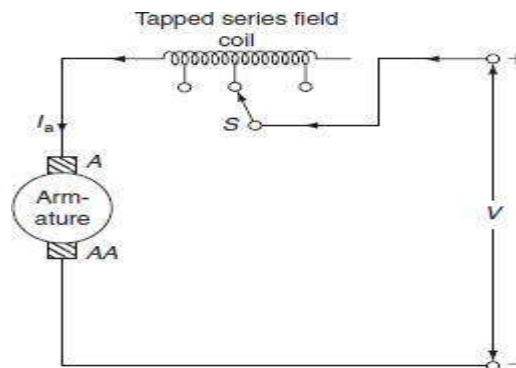 Tapped series field
coil
+
S
Iₐ
A
Arm-
ature
V
AA
−